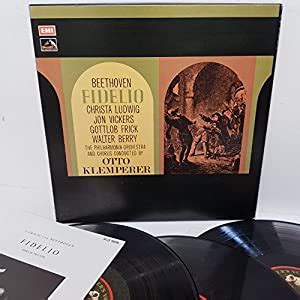 EMI
BEETHOVEN
FIDELIO
CHRISTA LUDWIG
JON VICKERS
GOTTLOB FRICK
WALTER BERRY
THE PHILHARMONIA ORCHESTRA
AND CHORUS CONDUCTED BY
OTTO
KLEMPERER
FIDELIO